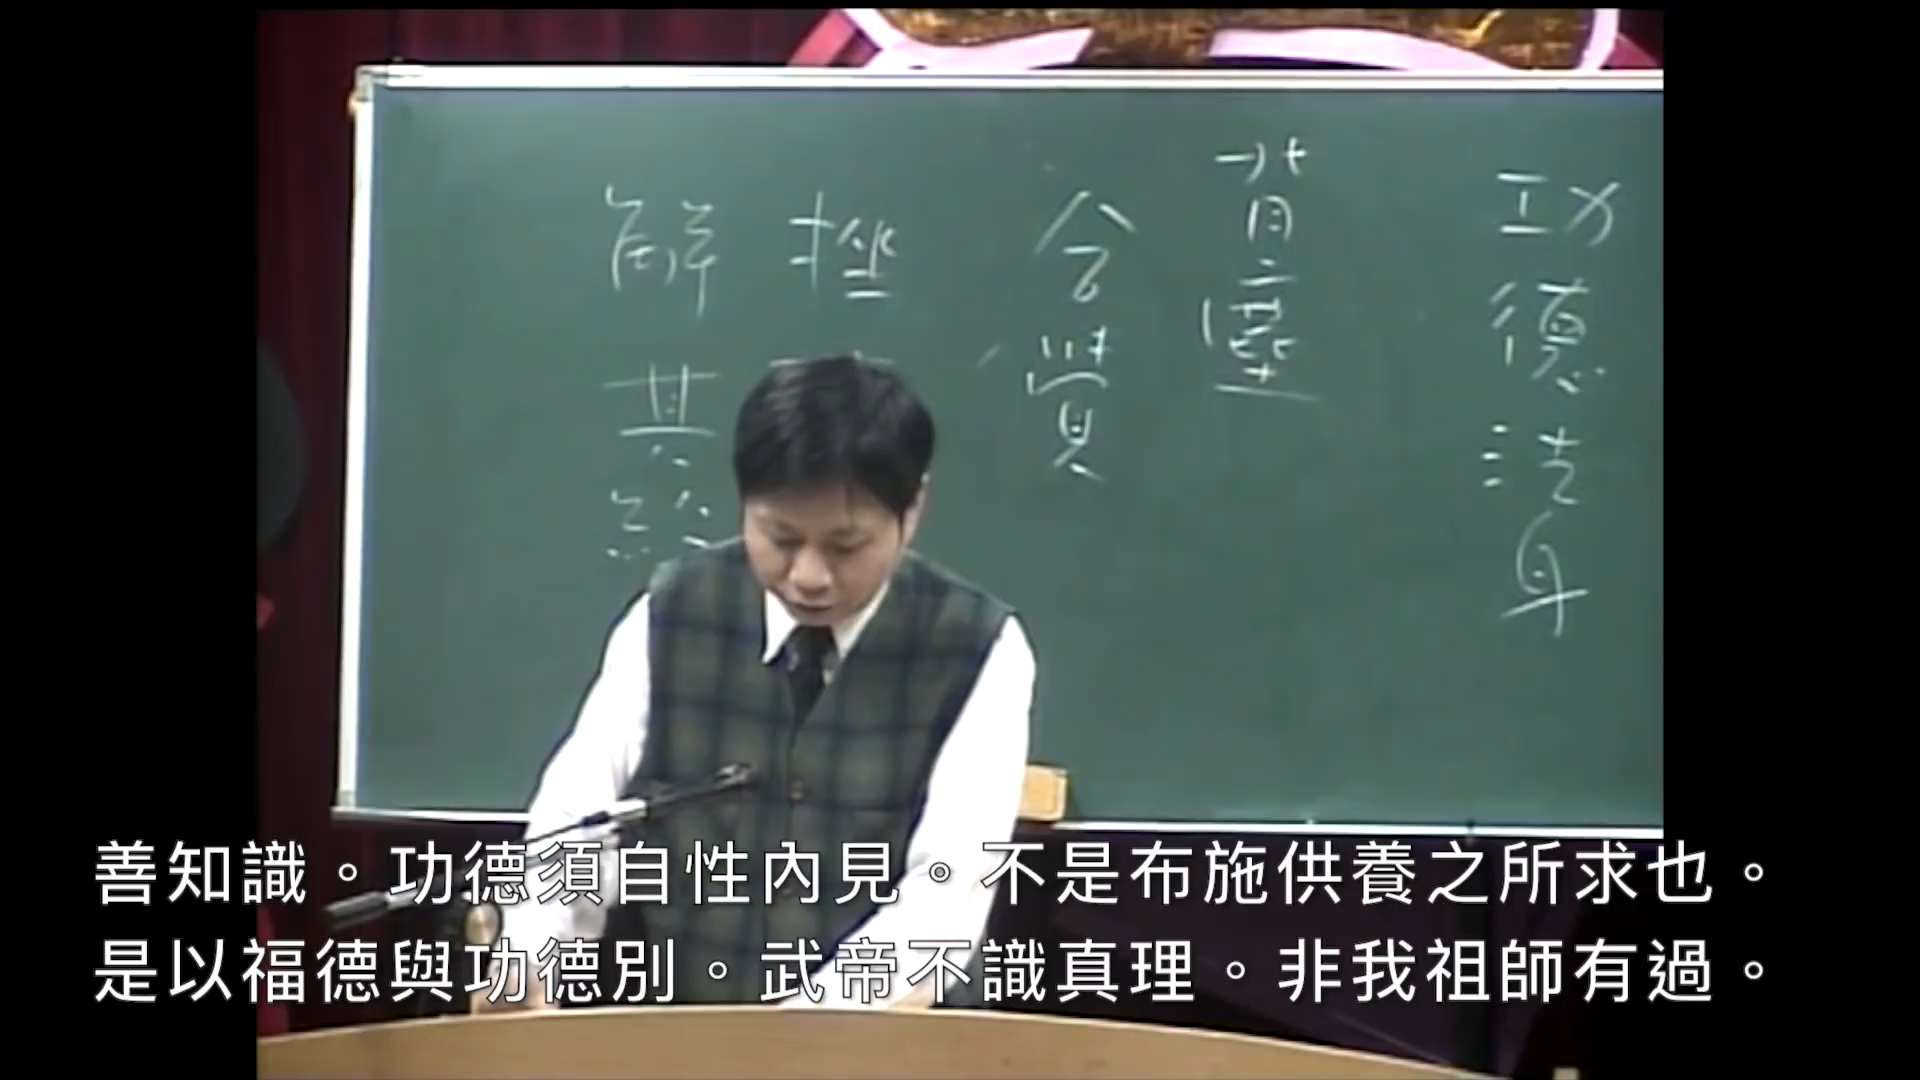 功德法身
背塵
合覺
挫
解其紛
善知識。功德須自性內見。不是布施供養之所求也。
是以福德與功德別。武帝不識真理。非我祖師有過。